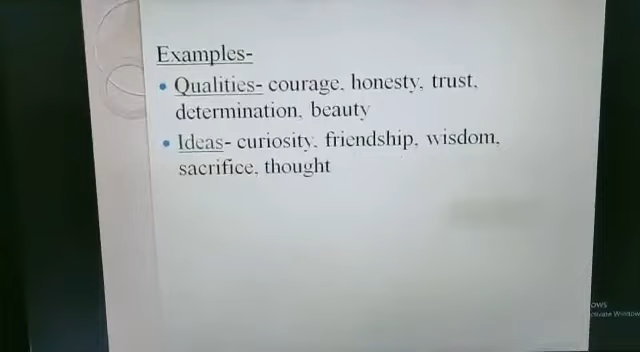 Examples-
• Qualities- courage, honesty, trust,
determination, beauty
• Ideas- curiosity, friendship, wisdom,
sacrifice, thought